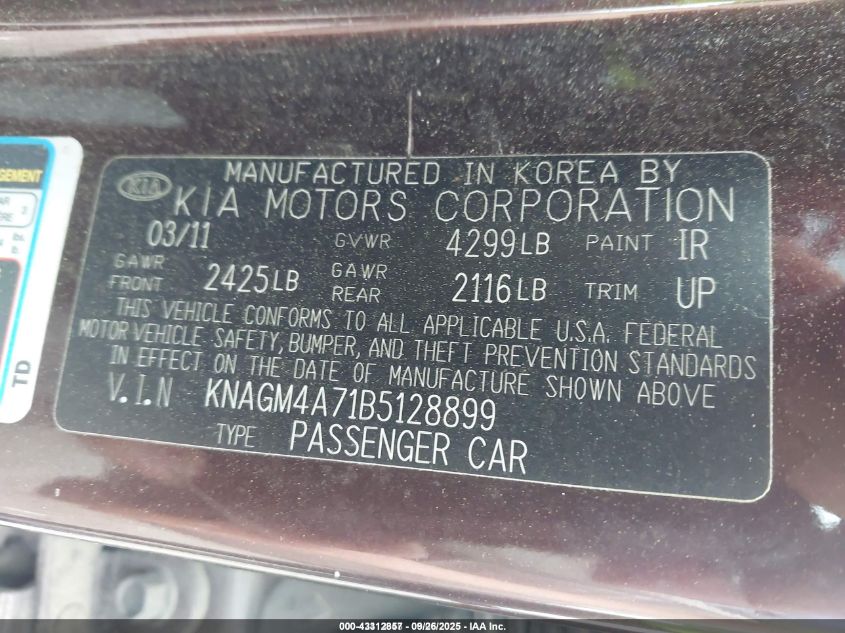 MANUFACTURED IN KOREA BY
KIA KIA MOTORS CORPORATION
03/11 GVWR 4299LB PAINT IR
GAWR FRONT 2425LB GAWR REAR 2116LB TRIM UP
THIS VEHICLE CONFORMS TO ALL APPLICABLE U.S.A. FEDERAL
MOTOR VEHICLE SAFETY, BUMPER, AND THEFT PREVENTION STANDARDS
IN EFFECT ON THE DATE OF MANUFACTURE SHOWN ABOVE
V.I.N KNAGM4A71B5128899
TYPE PASSENGER CAR
TD
000-43312857 - 09/26/2025 - IAA Inc.